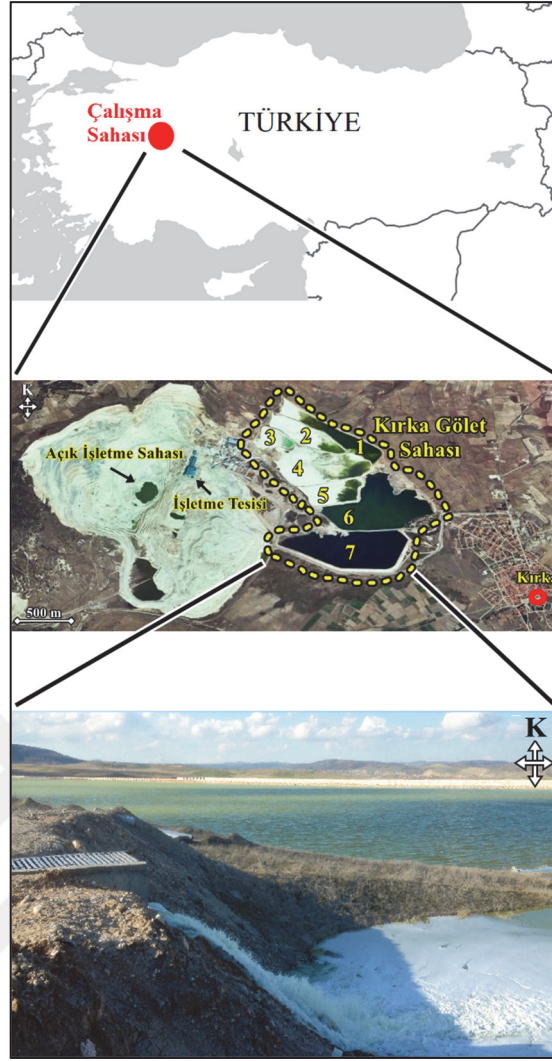 Çalışma
Sahası
TÜRKİYE
K
Kırka Gölet
Sahası
1
2
3
4
5
6
7
Açık İşletme Sahası
İşletme Tesisi
Kırka
500 m
K